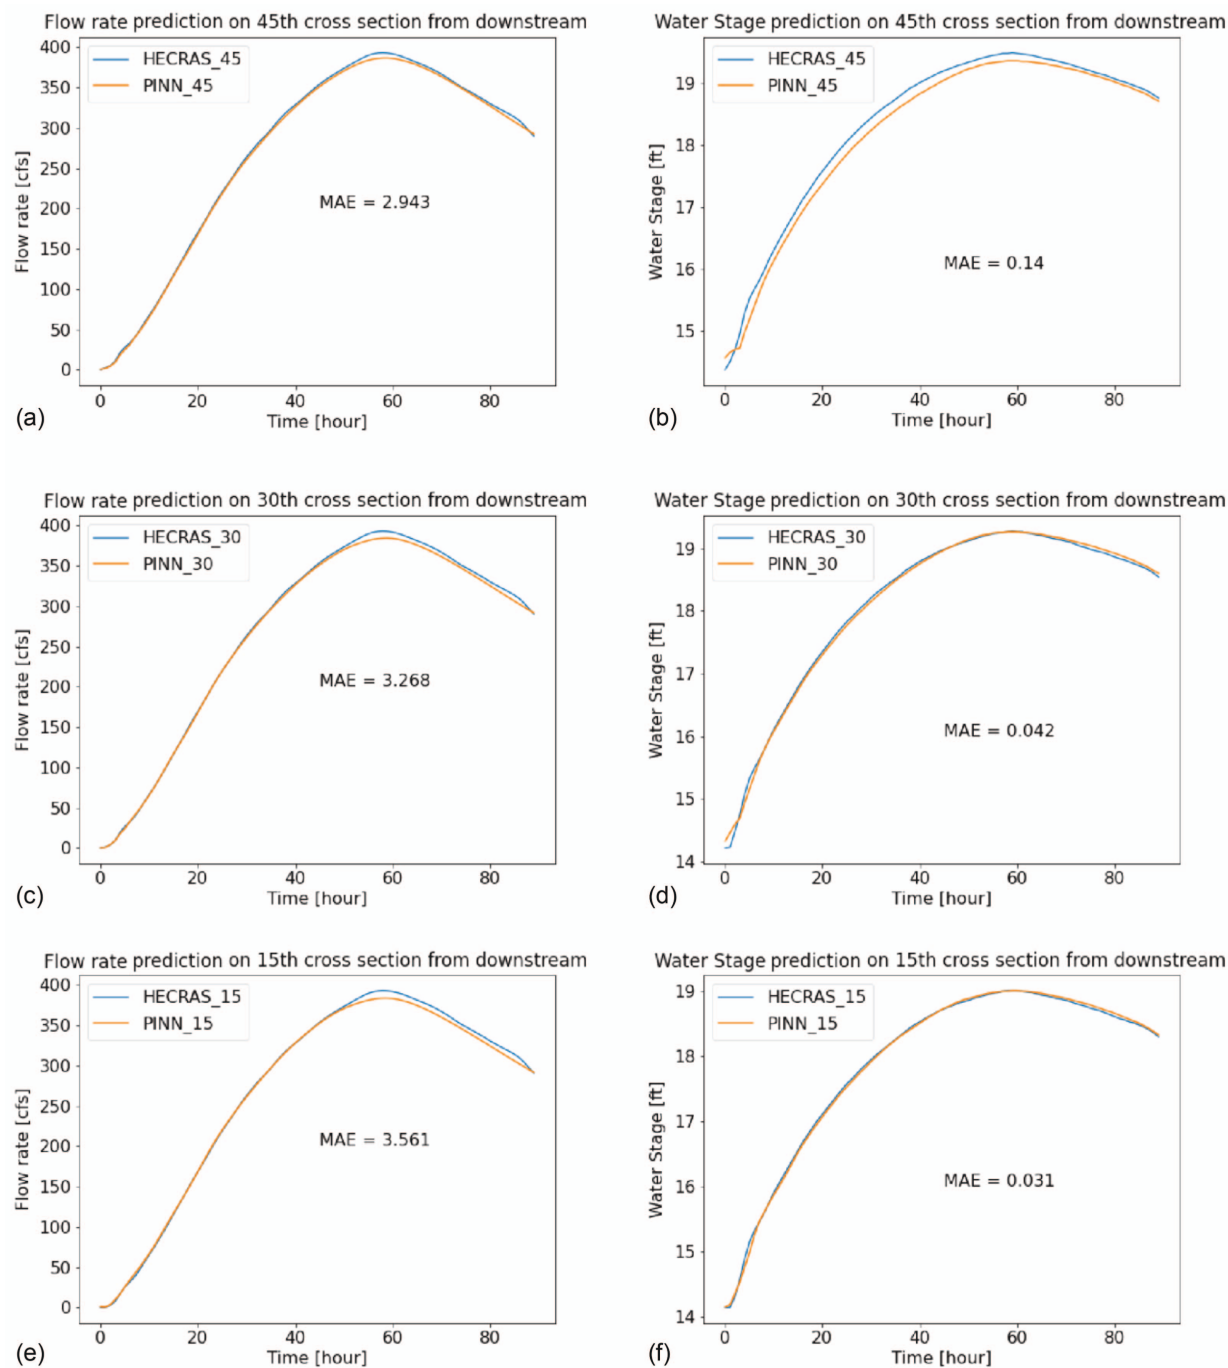 Flow rate prediction on 45th cross section from downstream
400
350
300
250
200
150
100
50
0
Flow rate [cfs]
HECRAS_45
PINN_45
MAE = 2.943
0 20 40 60 80
Time [hour]
(a)
Water Stage prediction on 45th cross section from downstream
19
18
17
16
15
Water Stage [ft]
HECRAS_45
PINN_45
MAE = 0.14
0 20 40 60 80
Time [hour]
(b)
Flow rate prediction on 30th cross section from downstream
400
350
300
250
200
150
100
50
0
Flow rate [cfs]
HECRAS_30
PINN_30
MAE = 3.268
0 20 40 60 80
Time [hour]
(c)
Water Stage prediction on 30th cross section from downstream
19
18
17
16
15
14
Water Stage [ft]
HECRAS_30
PINN_30
MAE = 0.042
0 20 40 60 80
Time [hour]
(d)
Flow rate prediction on 15th cross section from downstream
400
350
300
250
200
150
100
50
0
Flow rate [cfs]
HECRAS_15
PINN_15
MAE = 3.561
0 20 40 60 80
Time [hour]
(e)
Water Stage prediction on 15th cross section from downstream
19
18
17
16
15
14
Water Stage [ft]
HECRAS_15
PINN_15
MAE = 0.031
0 20 40 60 80
Time [hour]
(f)